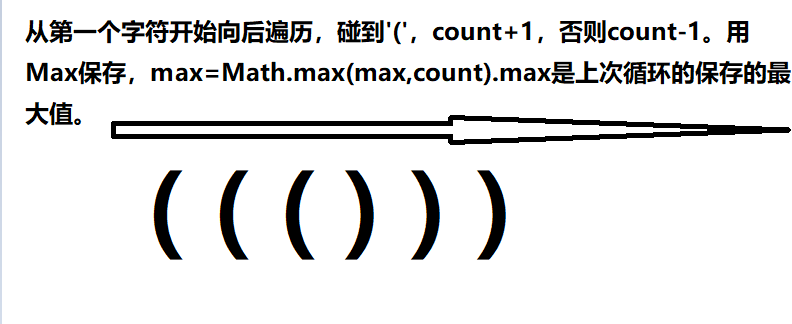 从第一个字符开始向后遍历，碰到'('，count+1，否则count-1。用
Max保存，max=Math.max(max,count).max是上次循环的保存的最
大值。
( ( ( ) ) )